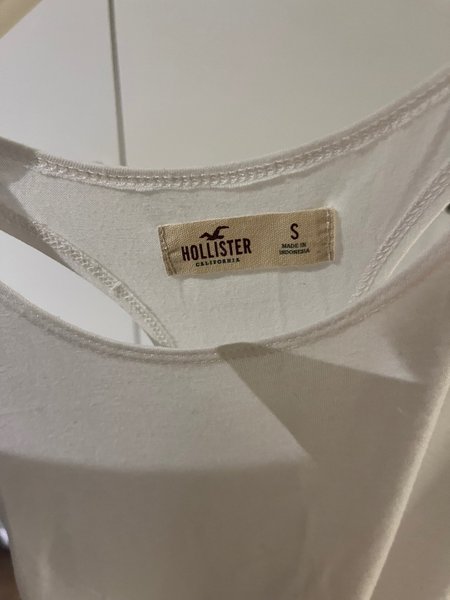 HOLLISTER
CALIFORNIA
S
MADE IN
INDONESIA